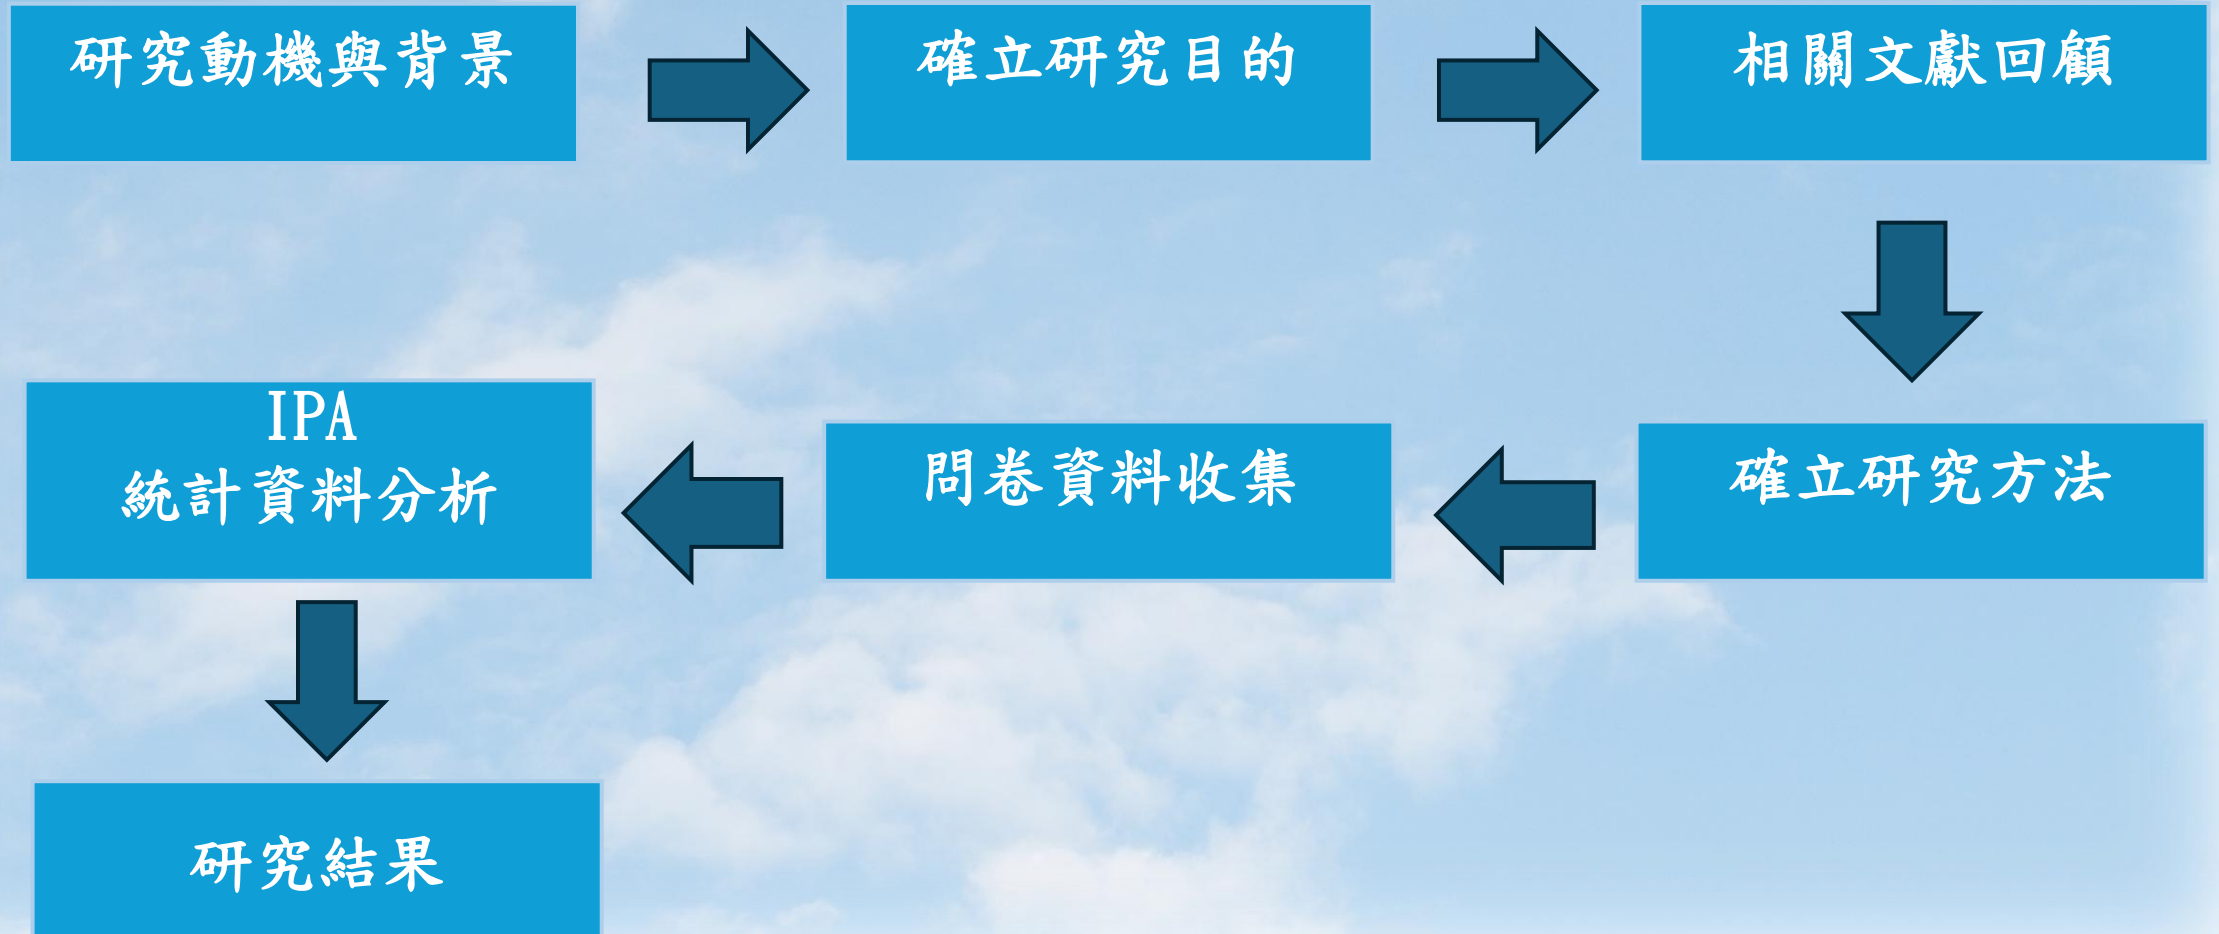 研究動機與背景
確立研究目的
相關文獻回顧
確立研究方法
問卷資料收集
IPA
統計資料分析
研究結果